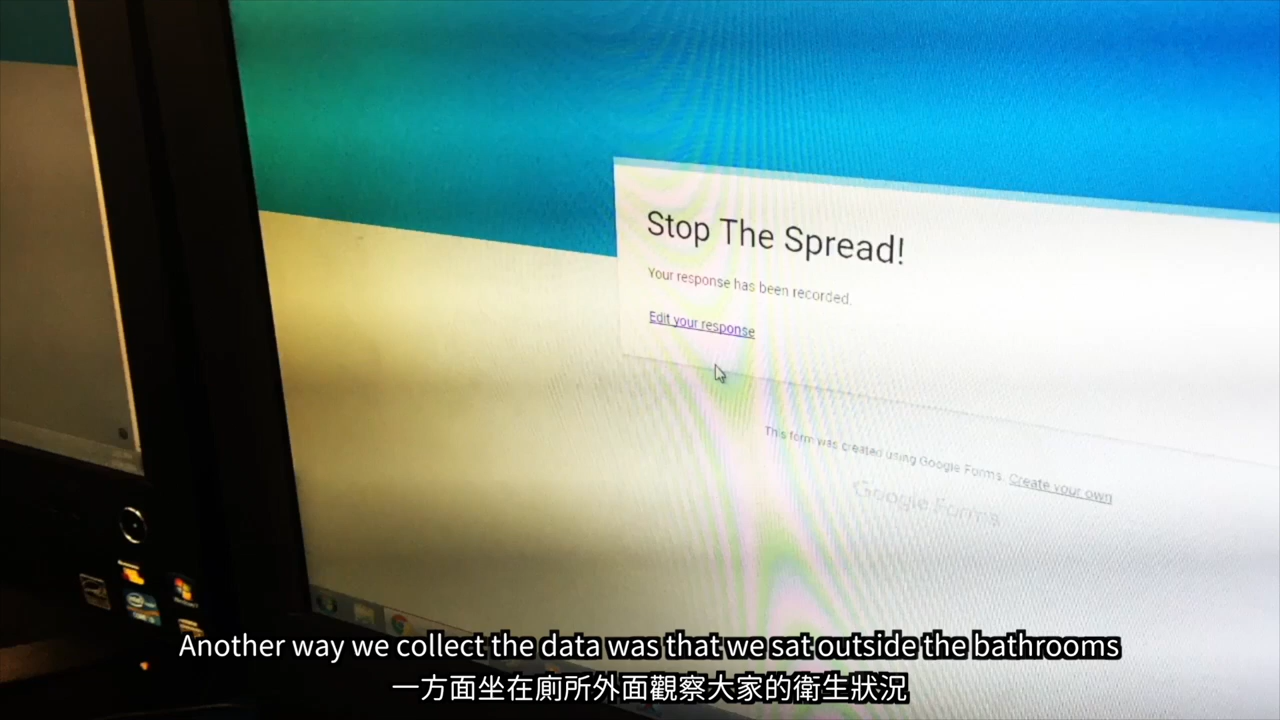 Stop The Spread!
Your response has been recorded.
Edit your response
This form was created using Google Forms. Create your own
Google Forms
Another way we collect the data was that we sat outside the bathrooms
一方面坐在廁所外面觀察大家的衛生狀況